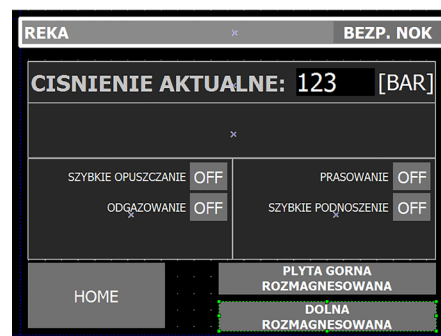 REKA BEZP. NOK
CISNIENIE AKTUALNE: 123 [BAR]
SZYBKIE OPUSZCZANIE OFF PRASOWANIE OFF
ODGAZOWANIE OFF SZYBKIE PODNOSZENIE OFF
HOME
PLYTA GORNA
ROZMAGNESOWANA
DOLNA
ROZMAGNESOWANA